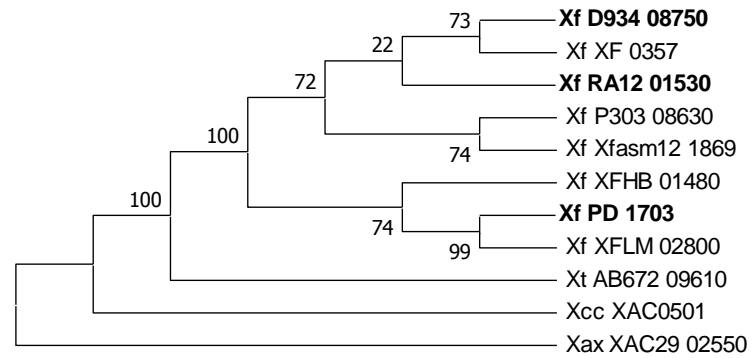 73
Xf D934 08750
22
Xf XF 0357
72
Xf RA12 01530
Xf P303 08630
100
74
Xf Xfasm12 1869
Xf XFHB 01480
100
74
Xf PD 1703
99
Xf XFLM 02800
Xt AB672 09610
Xcc XAC0501
Xax XAC29 02550